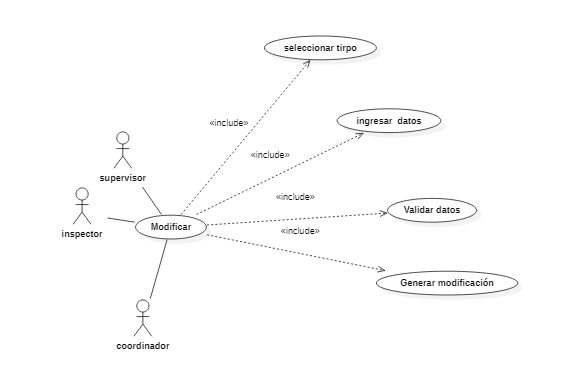 seleccionar tirpo
«include»
ingresar datos
«include»
supervisor
«include»
Validar datos
inspector
Modificar
«include»
Generar modificación
coordinador